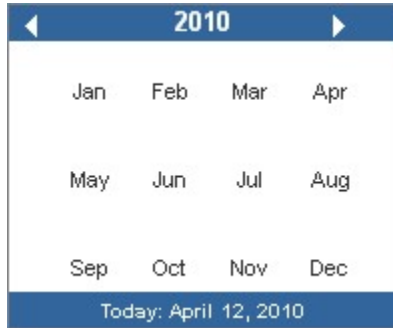 2010
Jan Feb Mar Apr
May Jun Jul Aug
Sep Oct Nov Dec
Today: April 12, 2010